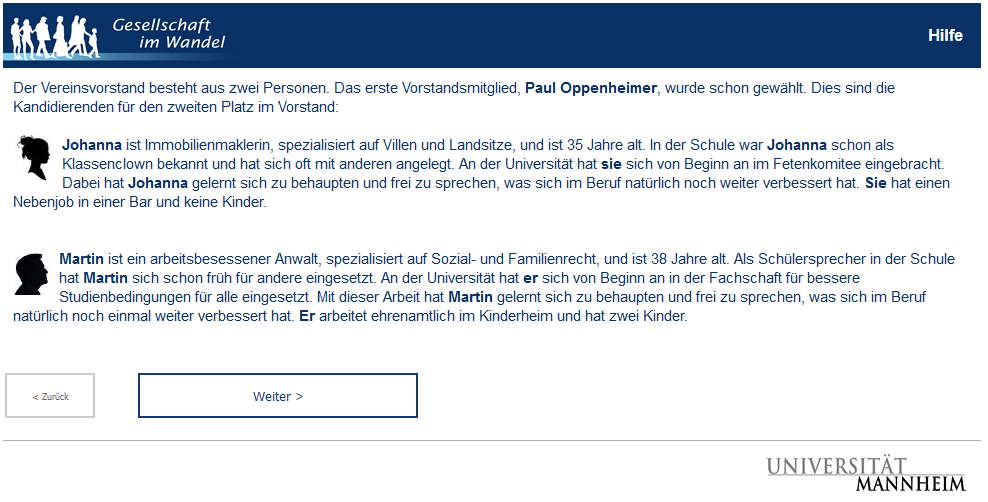 Gesellschaft
im Wandel
Hilfe
Der Vereinsvorstand besteht aus zwei Personen. Das erste Vorstandsmitglied, Paul Oppenheimer, wurde schon gewählt. Dies sind die
Kandidierenden für den zweiten Platz im Vorstand:
Johanna ist Immobilienmaklerin, spezialisiert auf Villen und Landsitze, und ist 35 Jahre alt. In der Schule war Johanna schon als
Klassenclown bekannt und hat sich oft mit anderen angelegt. An der Universität hat sie sich von Beginn an im Fetenkomitee eingebracht.
Dabei hat Johanna gelernt sich zu behaupten und frei zu sprechen, was sich im Beruf natürlich noch weiter verbessert hat. Sie hat einen
Nebenjob in einer Bar und keine Kinder.
Martin ist ein arbeitsbesessener Anwalt, spezialisiert auf Sozial- und Familienrecht, und ist 38 Jahre alt. Als Schülersprecher in der Schule
hat Martin sich schon früh für andere eingesetzt. An der Universität hat er sich von Beginn an in der Fachschaft für bessere
Studienbedingungen für alle eingesetzt. Mit dieser Arbeit hat Martin gelernt sich zu behaupten und frei zu sprechen, was sich im Beruf
natürlich noch einmal weiter verbessert hat. Er arbeitet ehrenamtlich im Kinderheim und hat zwei Kinder.
< Zurück
Weiter >
UNIVERSITÄT
MANNHEIM